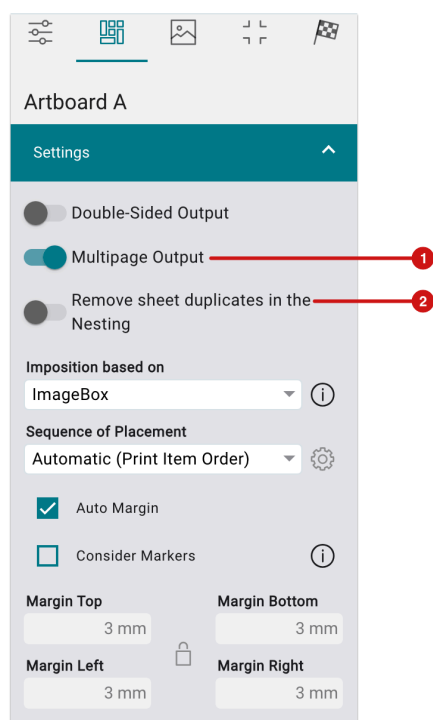 Artboard A
Settings
Double-Sided Output
Multipage Output
1
Remove sheet duplicates in the
2
Nesting
Imposition based on
ImageBox
Sequence of Placement
Automatic (Print Item Order)
Auto Margin
Consider Markers
Margin Top Margin Bottom
3 mm 3 mm
Margin Left Margin Right
3 mm 3 mm